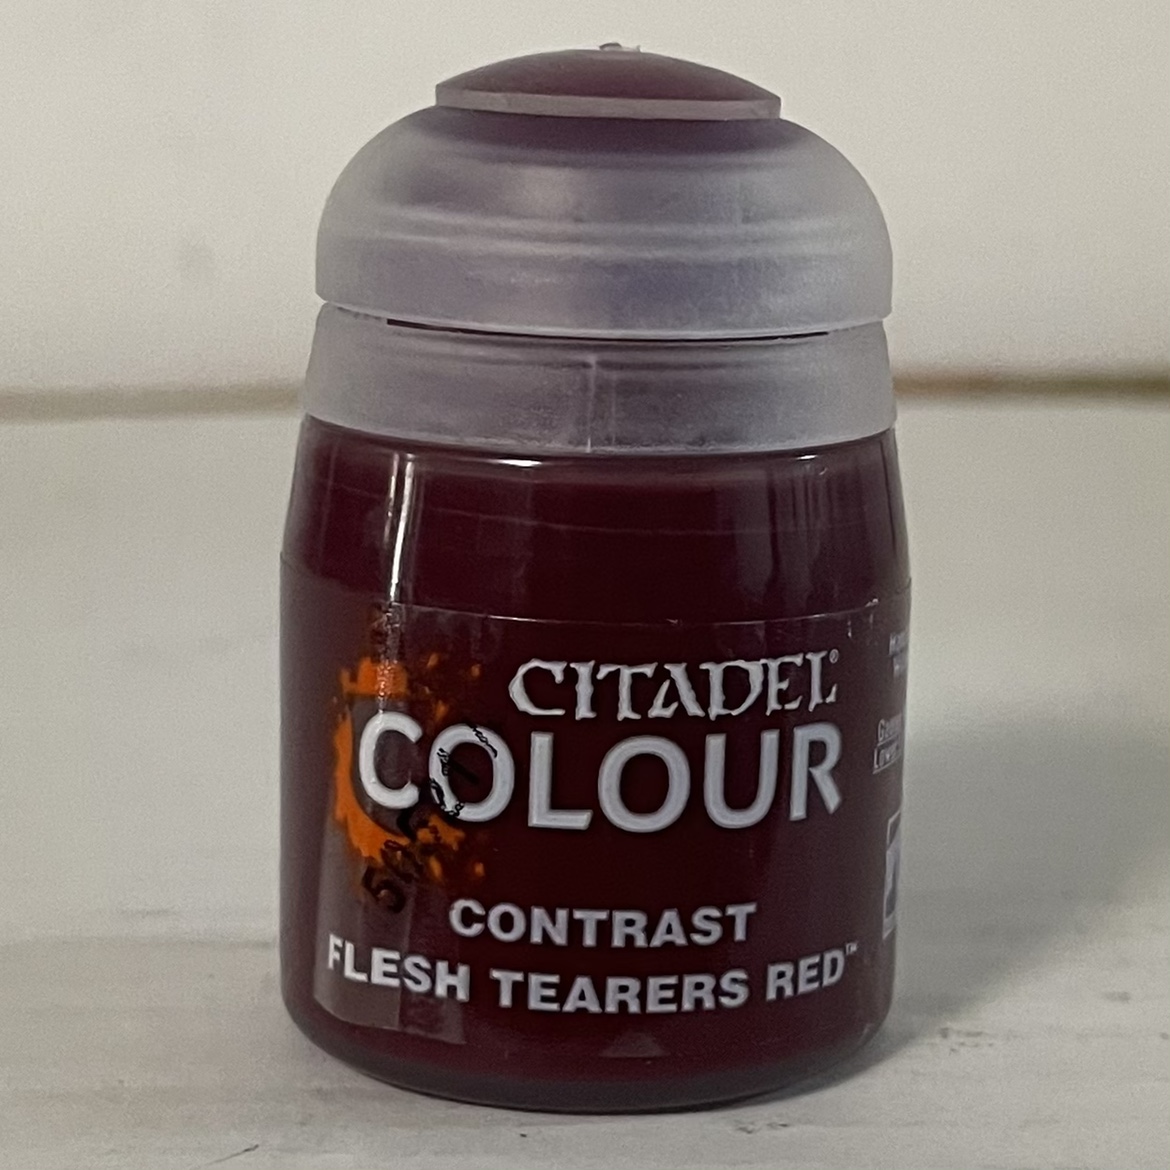 CITADEL®
COLOUR
CONTRAST
FLESH TEARERS RED™